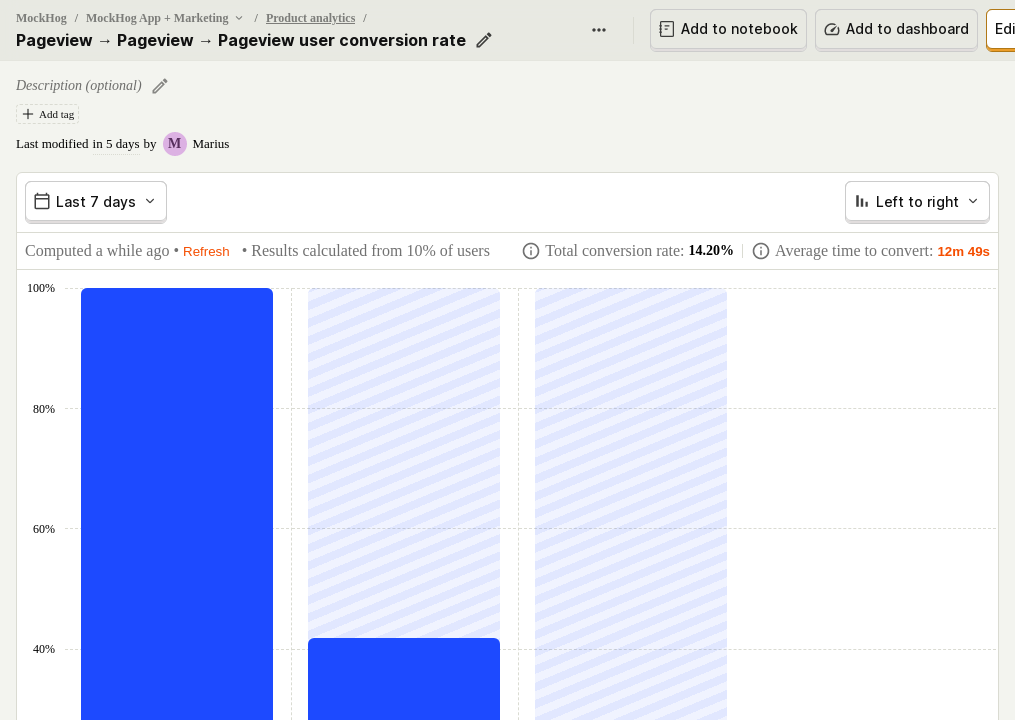 MockHog / MockHog App + Marketing / Product analytics /
Pageview → Pageview → Pageview user conversion rate
Add to notebook
Add to dashboard
Edi
Description (optional)
Add tag
Last modified in 5 days by M Marius
Last 7 days
Left to right
Computed a while ago • Refresh • Results calculated from 10% of users
Total conversion rate: 14.20%
Average time to convert: 12m 49s
100%
80%
60%
40%